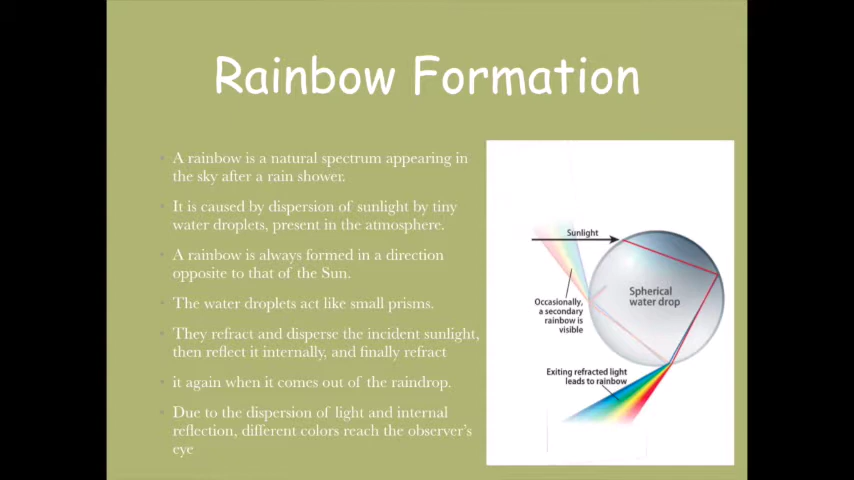 Rainbow Formation
A rainbow is a natural spectrum appearing in
the sky after a rain shower.
It is caused by dispersion of sunlight by tiny
water droplets, present in the atmosphere.
A rainbow is always formed in a direction
opposite to that of the Sun.
The water droplets act like small prisms.
They refract and disperse the incident sunlight,
then reflect it internally, and finally refract
it again when it comes out of the raindrop.
Due to the dispersion of light and internal
reflection, different colors reach the observer's
eye
Sunlight
Spherical
water drop
Occasionally,
a secondary
rainbow is
visible
Exiting refracted light
leads to rainbow